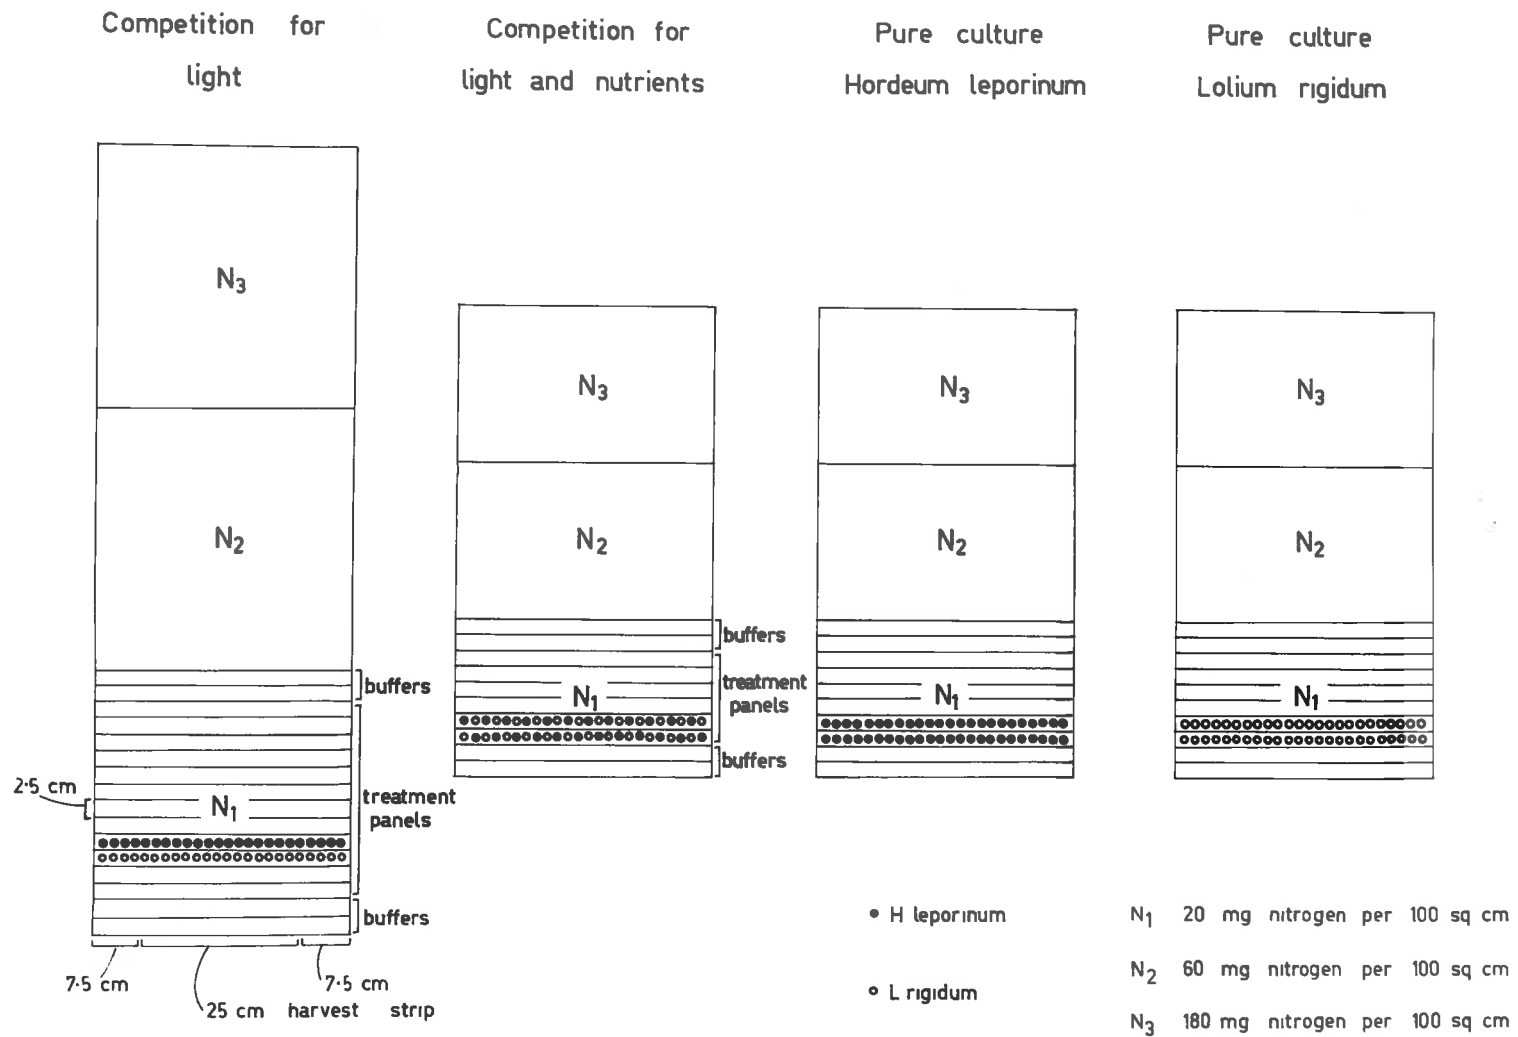 Competition for
light
Competition for
light and nutrients
Pure culture
Hordeum leporinum
Pure culture
Lolium rigidum
N3
N2
buffers
2·5 cm
N1
treatment
panels
buffers
7·5 cm
7·5 cm
25 cm harvest strip
N3
N2
buffers
N1
treatment
panels
buffers
N3
N2
N1
N3
N2
N1
H leporinum
L rigidum
N1 20 mg nitrogen per 100 sq cm
N2 60 mg nitrogen per 100 sq cm
N3 180 mg nitrogen per 100 sq cm